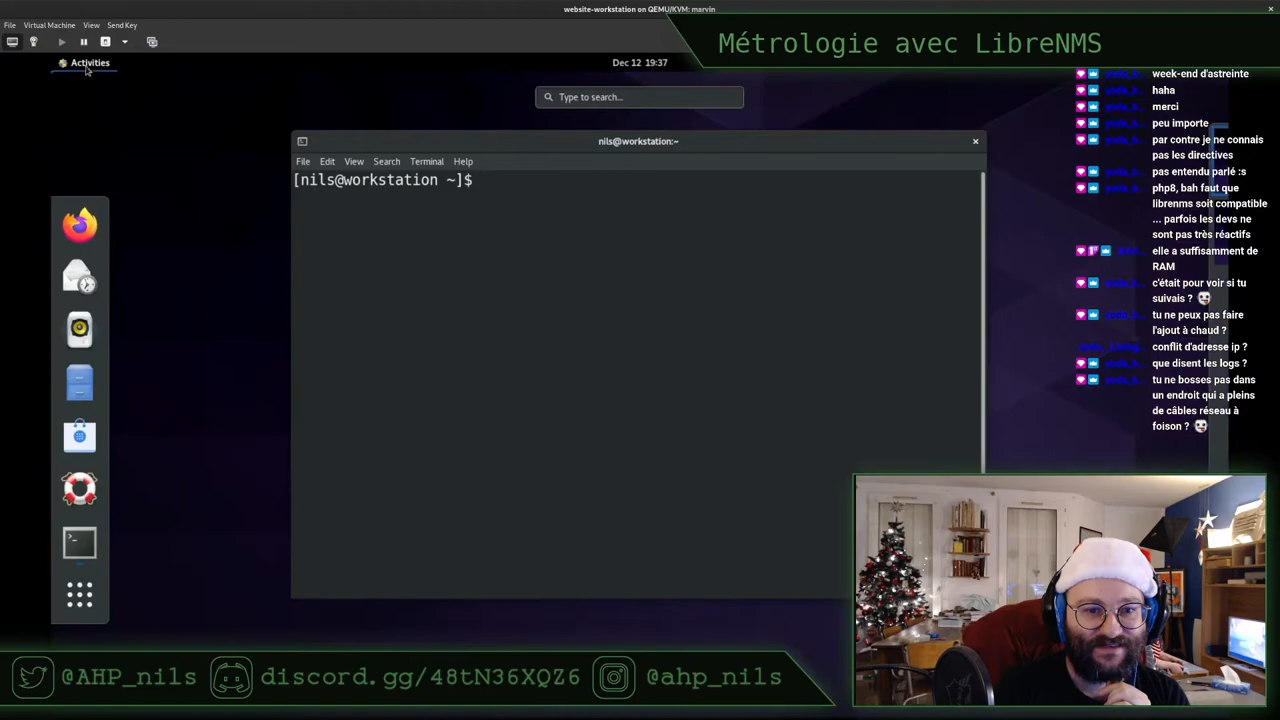 website-workstation on QEMU/KVM: marvin
File Virtual Machine View Send Key
Métrologie avec LibreNMS
Activities
Dec 12 19:37
Type to search...
nils@workstation:~
File Edit View Search Terminal Help
[nils@workstation ~]$
week-end d'astreinte
haha
merci
peu importe
par contre je ne connais
pas les directives
pas entendu parlé :s
php8, bah faut que
librenms soit compatible
... parfois les devs ne
sont pas très réactifs
elle a suffisamment de
RAM
c'était pour voir si tu
suivais ?
tu ne peux pas faire
l'ajout à chaud ?
conflit d'adresse ip ?
que disent les logs ?
tu ne bosses pas dans
un endroit qui a pleins
de câbles réseau à
foison ?
@AHP_nils discord.gg/48tN36XQZ6 @ahp_nils